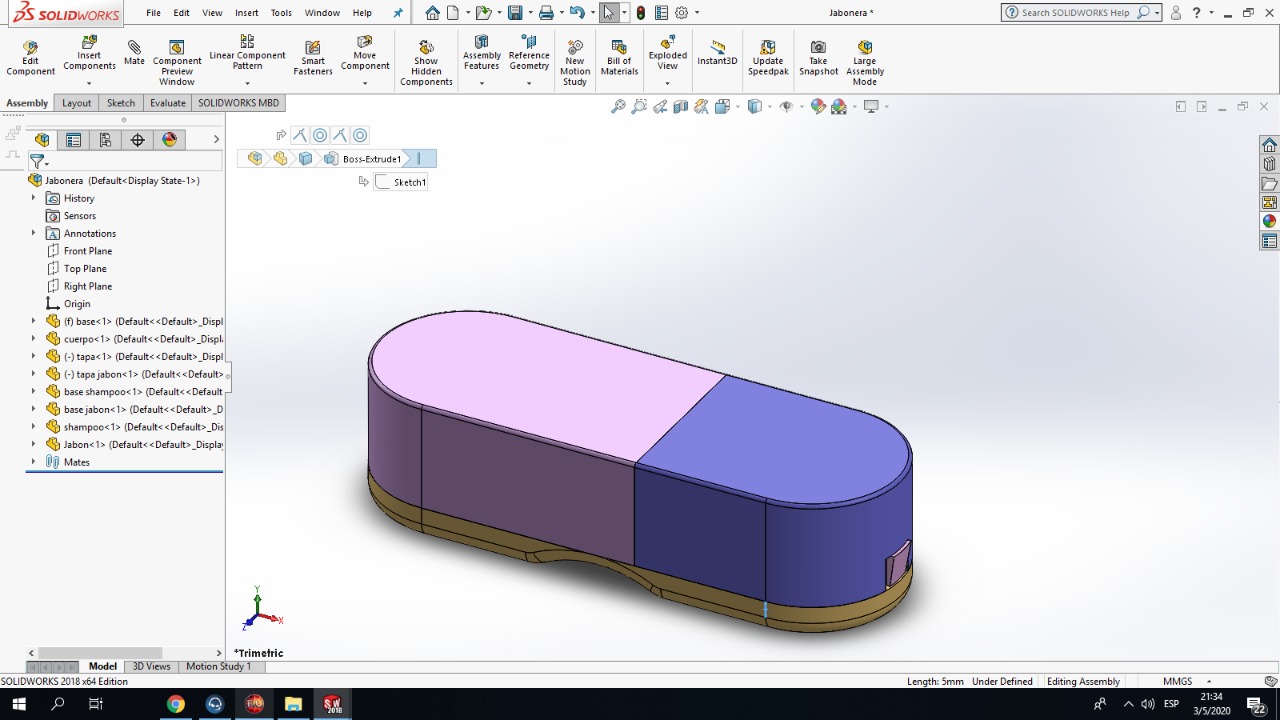 SOLIDWORKS
File Edit View Insert Tools Window Help
Jabonera *
Search SOLIDWORKS Help
?
Edit Component
Insert Components
Mate
Component Preview Window
Linear Component Pattern
Smart Fasteners
Move Component
Show Hidden Components
Assembly Features
Reference Geometry
New Motion Study
Bill of Materials
Exploded View
Instant3D
Update Speedpak
Take Snapshot
Large Assembly Mode
Assembly Layout Sketch Evaluate SOLIDWORKS MBD
Boss-Extrude1
Sketch1
Jabonera (Default<Display State-1>)
History
Sensors
Annotations
Front Plane
Top Plane
Right Plane
Origin
(f) base<1> (Default<<Default>_Displ
cuerpo<1> (Default<<Default>_Displ
(-) tapa<1> (Default<<Default>_Displ
(-) tapa jabon<1> (Default<<Default>
base shampoo<1> (Default<<Default
base jabon<1> (Default<<Default>_D
shampoo<1> (Default<<Default>_Dis
Jabon<1> (Default<<Default>_Display
Mates
Y
X
Z
*Trimetric
Model 3D Views Motion Study 1
SOLIDWORKS 2018 x64 Edition
Length: 5mm Under Defined Editing Assembly MMGS
SW 2018
ESP
21:34
3/5/2020
22